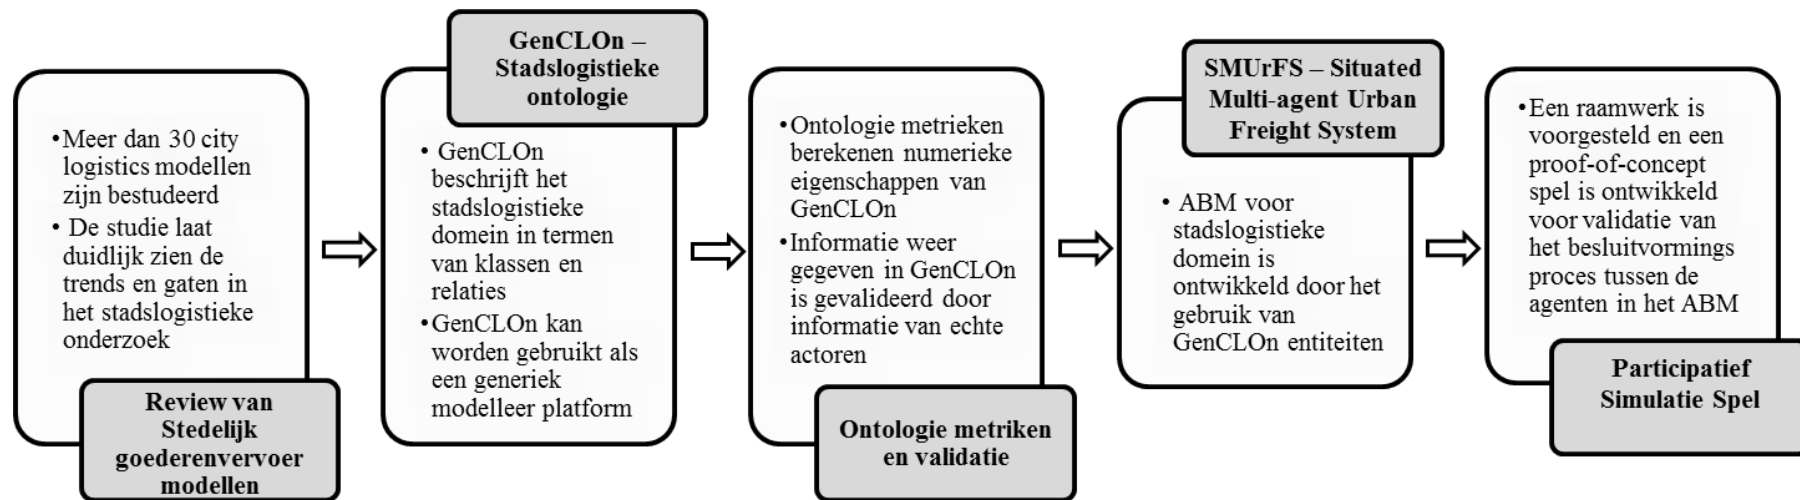 •Meer dan 30 city
logistics modellen
zijn bestudeerd
• De studie laat
duidlijk zien de
trends en gaten in
het stadslogistieke
onderzoek
Review van
Stedelijk
goederenvervoer
modellen
GenCLOn –
Stadslogistieke
ontologie
• GenCLOn
beschrijft het
stadslogistieke
domein in termen
van klassen en
relaties
•GenCLOn kan
worden gebruikt als
een generiek
modelleer platform
•Ontologie metrieken
berekenen numerieke
eigenschappen van
GenCLOn
•Informatie weer
gegeven in GenCLOn
is gevalideerd door
informatie van echte
actoren
Ontologie metriken
en validatie
SMUrFS – Situated
Multi-agent Urban
Freight System
• ABM voor
stadslogistieke
domein is
ontwikkeld door het
gebruik van
GenCLOn entiteiten
•Een raamwerk is
voorgesteld en een
proof-of-concept
spel is ontwikkeld
voor validatie van
het besluitvormings
proces tussen de
agenten in het ABM
Participatief
Simulatie Spel